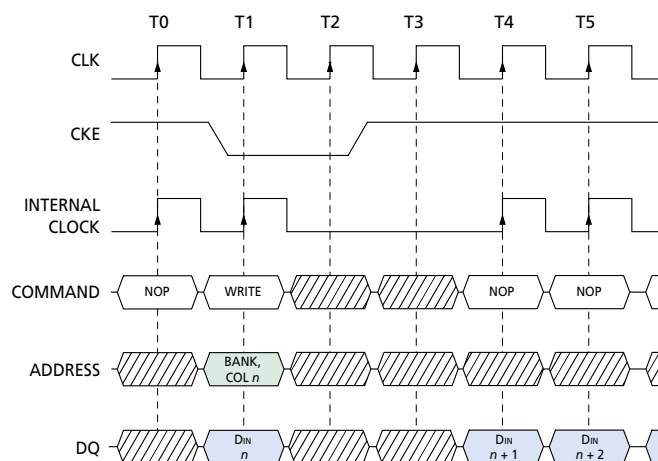 T0 T1 T2 T3 T4 T5
CLK
CKE
INTERNAL
CLOCK
COMMAND NOP WRITE NOP NOP
ADDRESS BANK,
COL n
DQ DIN
n DIN
n + 1 DIN
n + 2